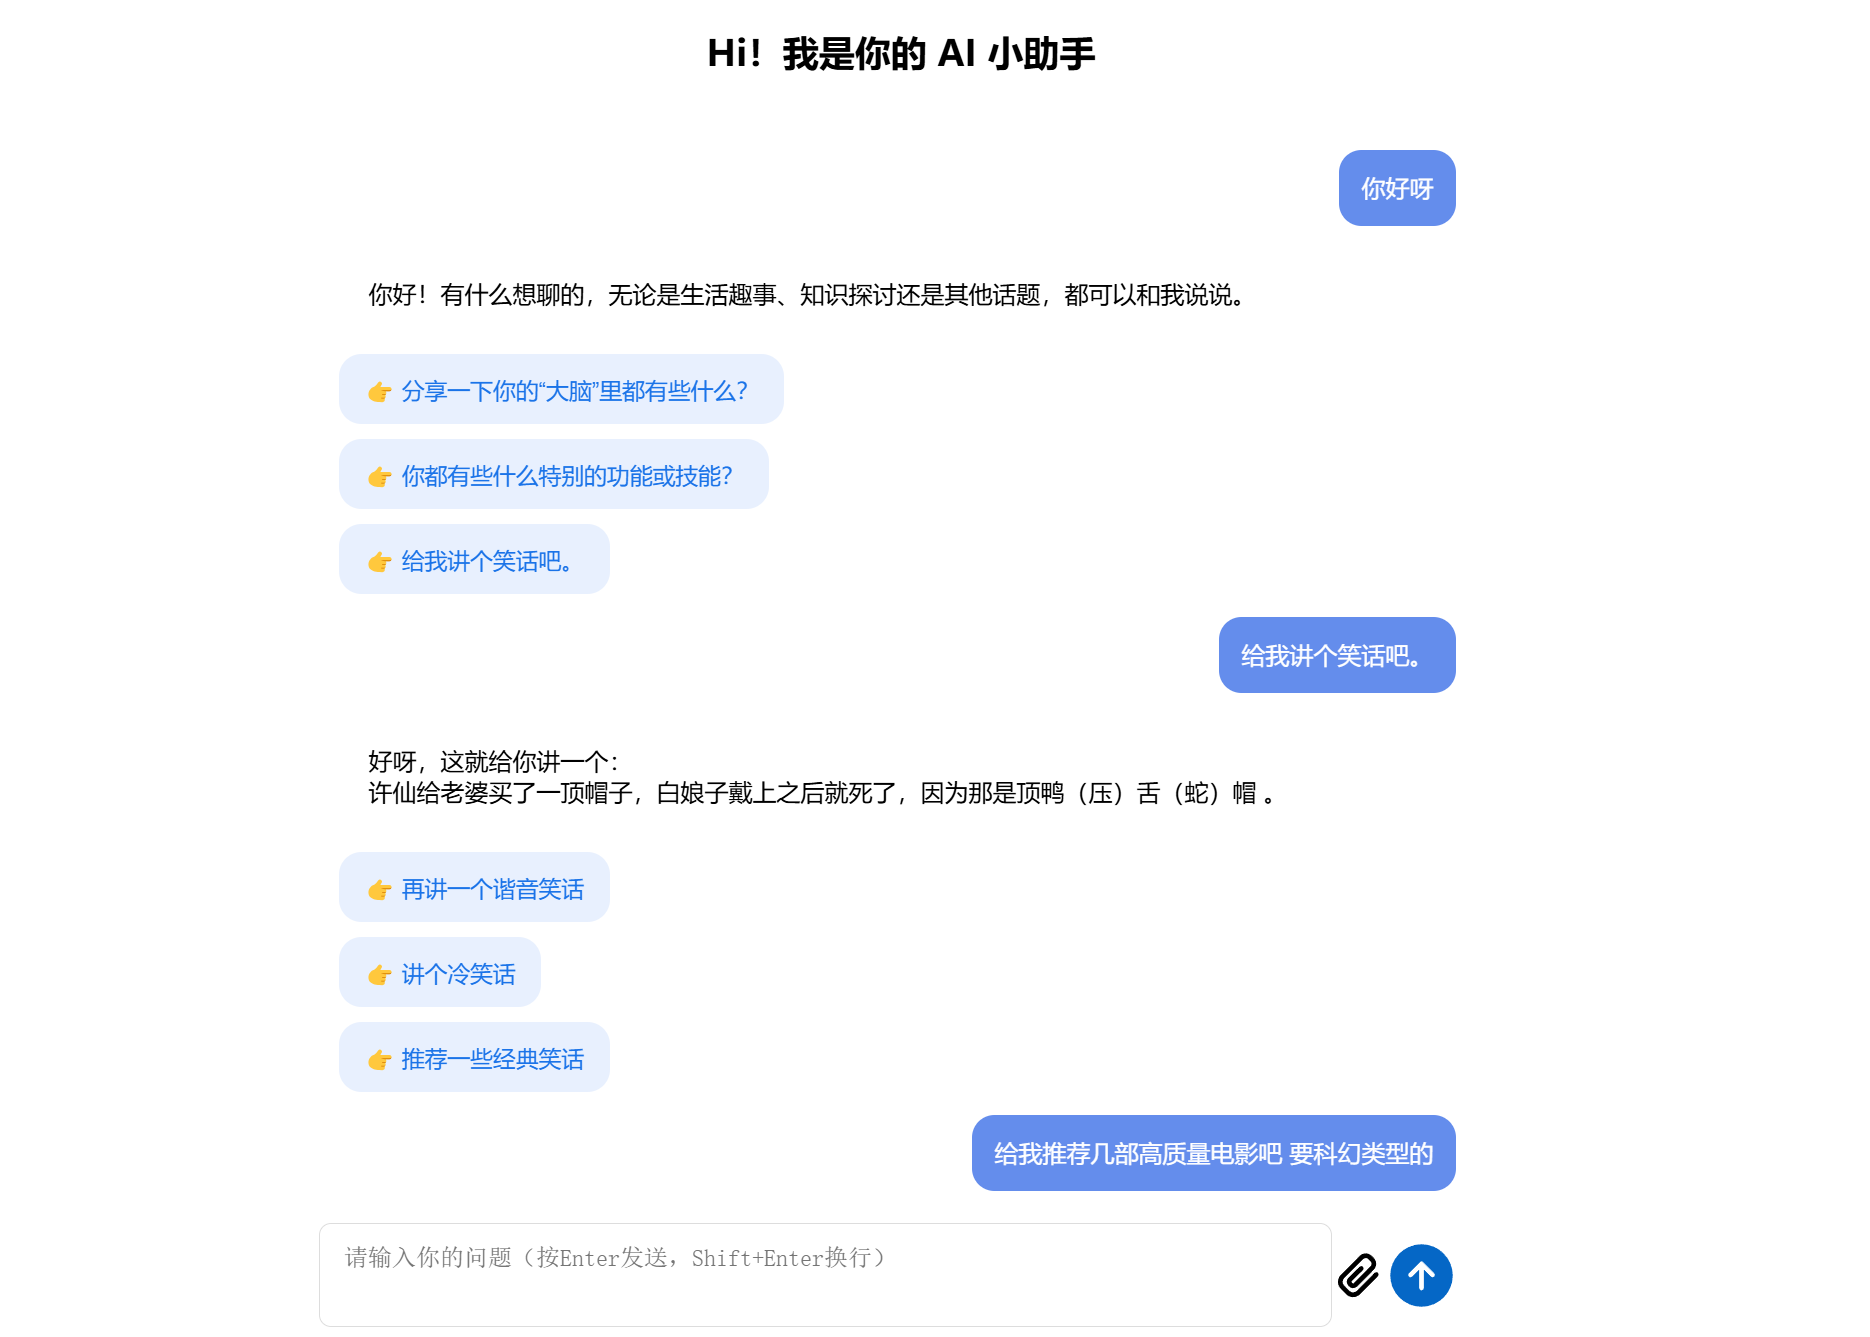 Hi！我是你的 AI 小助手
你好呀
你好！有什么想聊的，无论是生活趣事、知识探讨还是其他话题，都可以和我说说。
👉 分享一下你的“大脑”里都有些什么？
👉 你都有些什么特别的功能或技能？
👉 给我讲个笑话吧。
给我讲个笑话吧。
好呀，这就给你讲一个：
许仙给老婆买了一顶帽子，白娘子戴上之后就死了，因为那是顶鸭（压）舌（蛇）帽 。
👉 再讲一个谐音笑话
👉 讲个冷笑话
👉 推荐一些经典笑话
给我推荐几部高质量电影吧 要科幻类型的
请输入你的问题（按Enter发送，Shift+Enter换行）